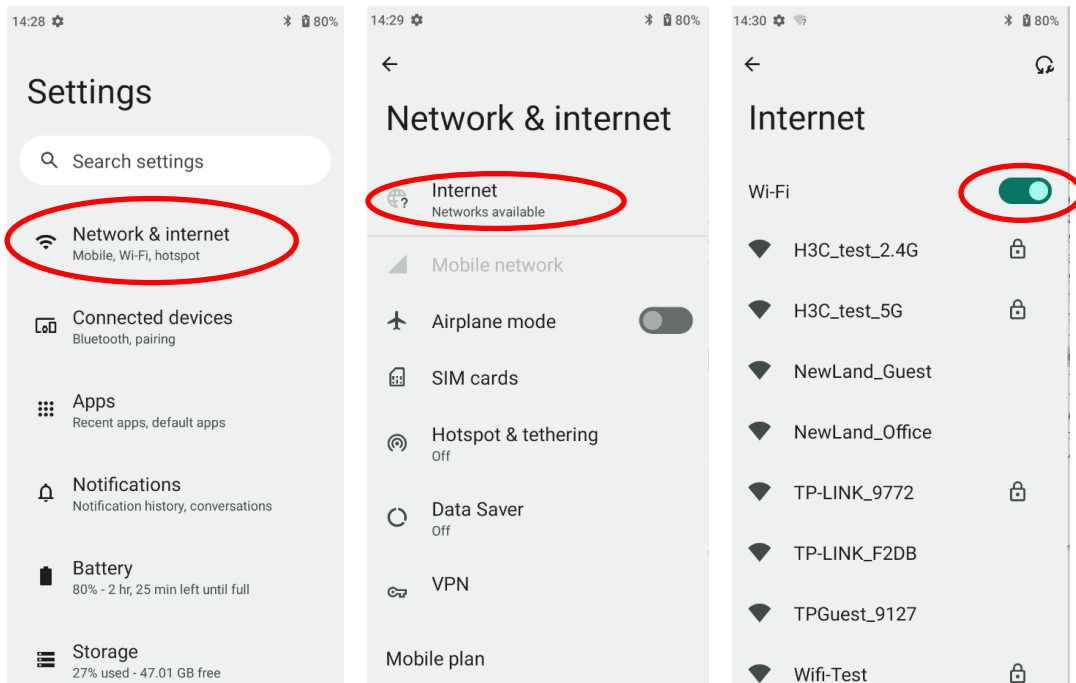 14:28 80%
Settings
Search settings
Network & internet
Mobile, Wi-Fi, hotspot
Connected devices
Bluetooth, pairing
Apps
Recent apps, default apps
Notifications
Notification history, conversations
Battery
80% - 2 hr, 25 min left until full
Storage
27% used - 47.01 GB free
14:29 80%
Network & internet
Internet
Networks available
Mobile network
Airplane mode
SIM cards
Hotspot & tethering
Off
Data Saver
Off
VPN
Mobile plan
14:30 80%
Internet
Wi-Fi
H3C_test_2.4G
H3C_test_5G
NewLand_Guest
NewLand_Office
TP-LINK_9772
TP-LINK_F2DB
TPGuest_9127
Wifi-Test